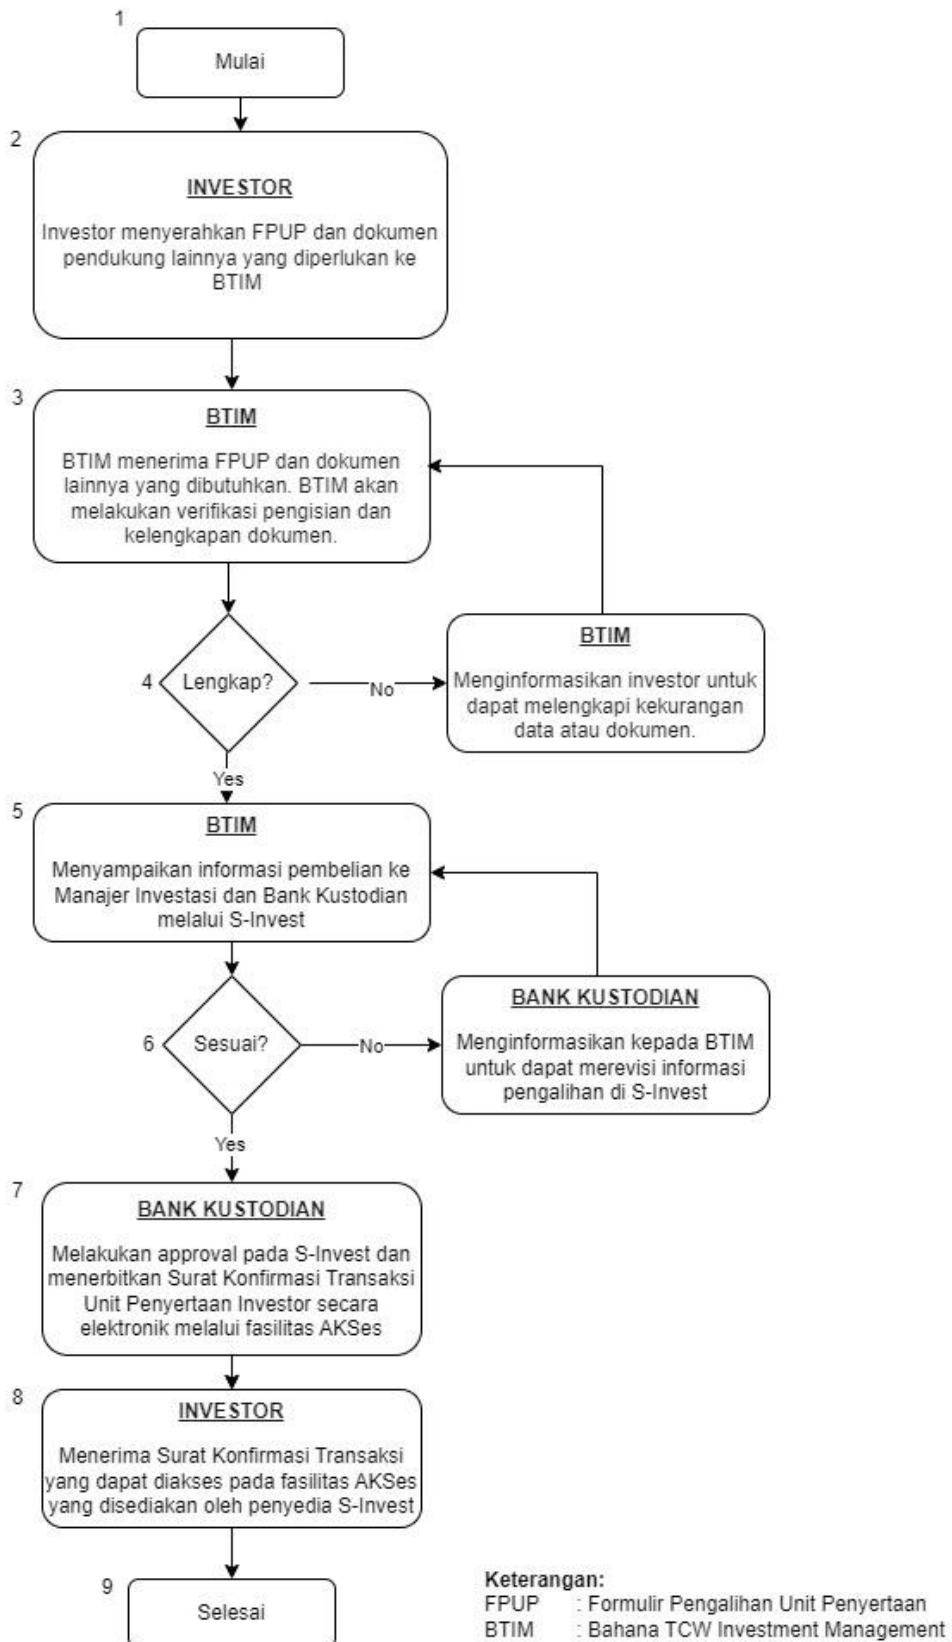 1
Mulai
2
INVESTOR
Investor menyerahkan FPUP dan dokumen
pendukung lainnya yang diperlukan ke
BTIM
3
BTIM
BTIM menerima FPUP dan dokumen
lainnya yang dibutuhkan. BTIM akan
melakukan verifikasi pengisian dan
kelengkapan dokumen.
4
Lengkap?
No
BTIM
Menginformasikan investor untuk
dapat melengkapi kekurangan
data atau dokumen.
Yes
5
BTIM
Menyampaikan informasi pembelian ke
Manajer Investasi dan Bank Kustodian
melalui S-Invest
6
Sesuai?
No
BANK KUSTODIAN
Menginformasikan kepada BTIM
untuk dapat merevisi informasi
pengalihan di S-Invest
Yes
7
BANK KUSTODIAN
Melakukan approval pada S-Invest dan
menerbitkan Surat Konfirmasi Transaksi
Unit Penyertaan Investor secara
elektronik melalui fasilitas AKSes
8
INVESTOR
Menerima Surat Konfirmasi Transaksi
yang dapat diakses pada fasilitas AKSes
yang disediakan oleh penyedia S-Invest
9
Selesai
Keterangan:
FPUP : Formulir Pengalihan Unit Penyertaan
BTIM : Bahana TCW Investment Management